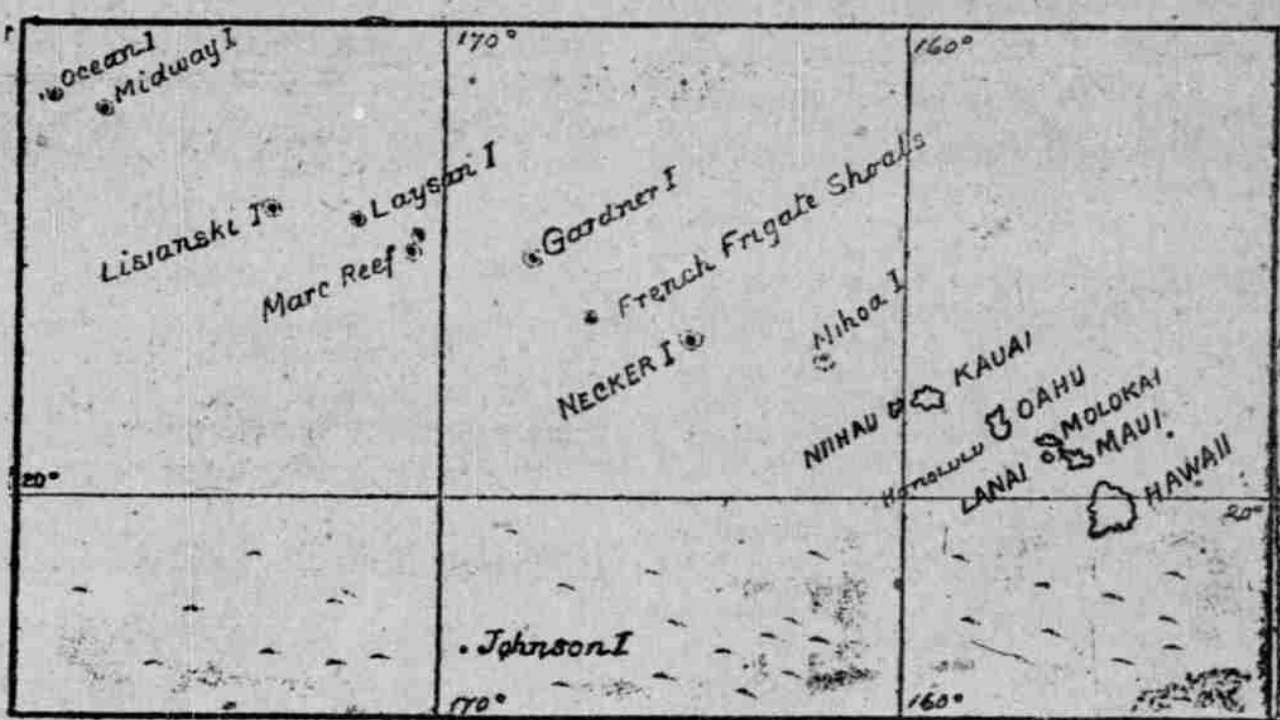 170°
160°
Ocean I
Midway I
Laysan I
Lisianski I
Gardner I
Marc Reef
French Frigate Shoals
Nihoa I
NECKER I
KAUAI
NIIHAU
OAHU
MOLOKAI
Honolulu
MAUI
LANAI
HAWAII
20°
20°
Johnson I
170°
160°